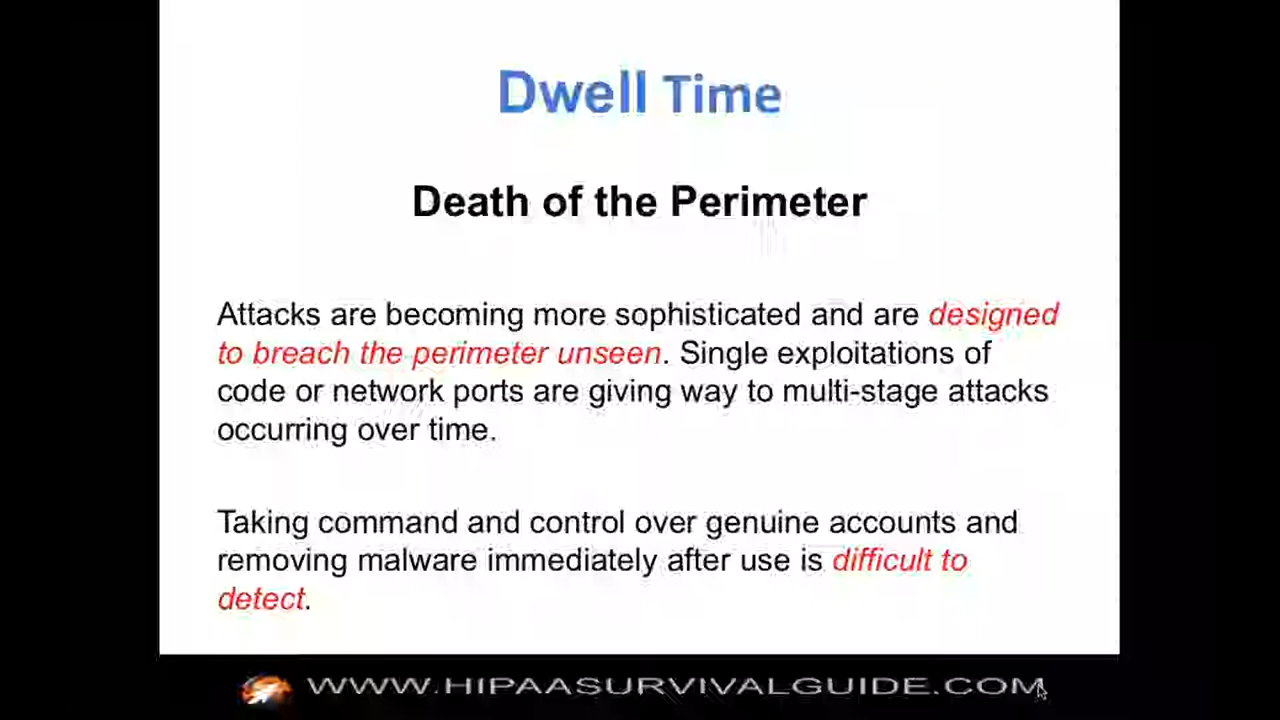 Dwell Time
Death of the Perimeter
Attacks are becoming more sophisticated and are designed
to breach the perimeter unseen. Single exploitations of
code or network ports are giving way to multi-stage attacks
occurring over time.
Taking command and control over genuine accounts and
removing malware immediately after use is difficult to
detect.
WWW.HIPAASURVIVALGUIDE.COM